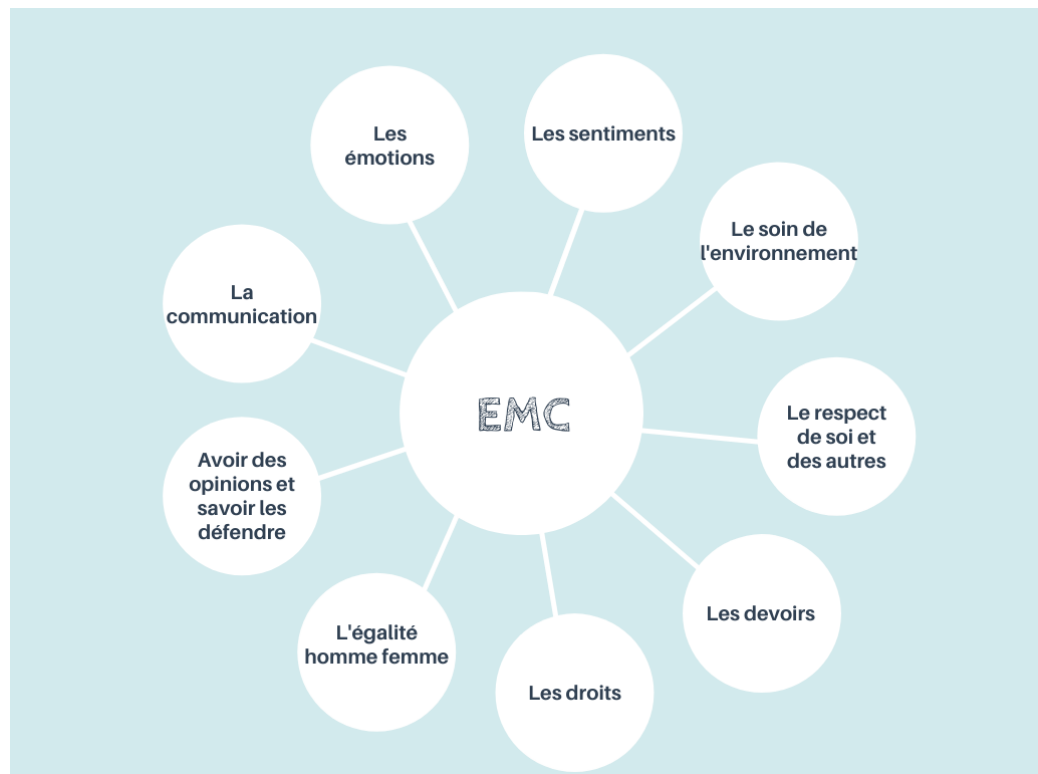 Les
émotions
Les sentiments
Le soin de
l'environnement
La
communication
EMC
Le respect
de soi et
des autres
Avoir des
opinions et
savoir les
défendre
Les devoirs
L'égalité
homme femme
Les droits